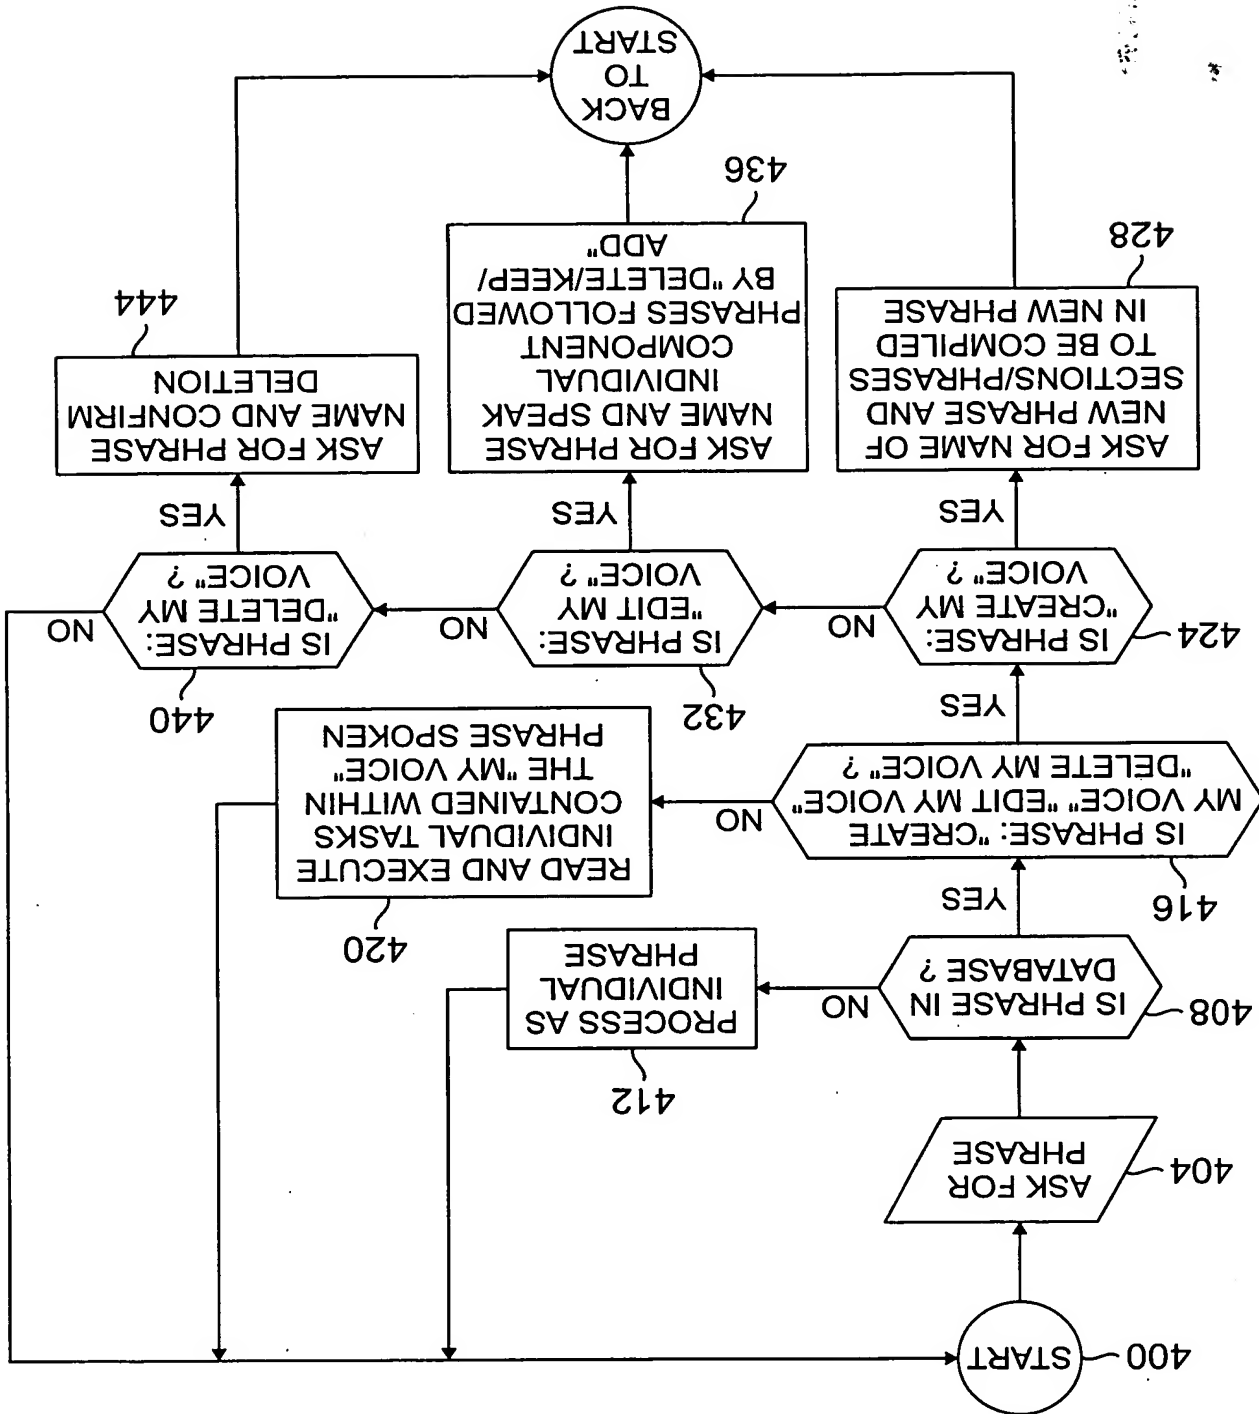 START
400
ASK FOR
PHRASE
404
IS PHRASE IN
DATABASE ?
408
NO
PROCESS AS
INDIVIDUAL
PHRASE
412
YES
IS PHRASE: "CREATE
MY VOICE" "EDIT MY VOICE"
"DELETE MY VOICE" ?
416
NO
READ AND EXECUTE
INDIVIDUAL TASKS
CONTAINED WITHIN
THE "MY VOICE"
PHRASE SPOKEN
420
YES
IS PHRASE:
"CREATE MY
VOICE" ?
424
NO
IS PHRASE:
"EDIT MY
VOICE" ?
432
NO
IS PHRASE:
"DELETE MY
VOICE" ?
440
NO
YES
YES
YES
ASK FOR NAME OF
NEW PHRASE AND
SECTIONS/PHRASES
TO BE COMPILED
IN NEW PHRASE
428
ASK FOR PHRASE
NAME AND SPEAK
INDIVIDUAL
COMPONENT
PHRASES FOLLOWED
BY "DELETE/KEEP/
ADD"
436
ASK FOR PHRASE
NAME AND CONFIRM
DELETION
444
BACK
TO
START